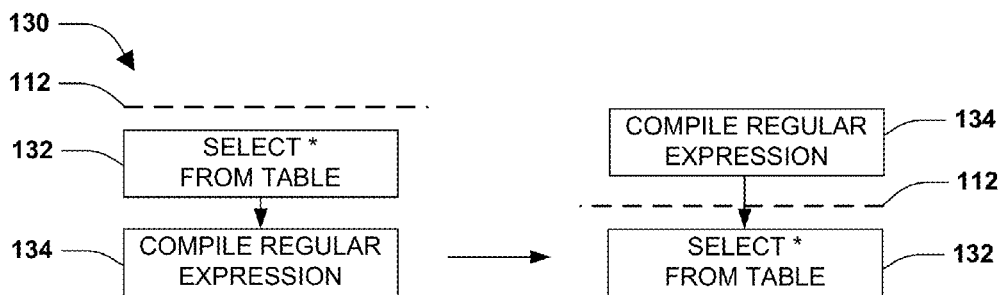 130
112
132
SELECT *
FROM TABLE
134
COMPILE REGULAR
EXPRESSION
COMPILE REGULAR
EXPRESSION
134
112
SELECT *
FROM TABLE
132